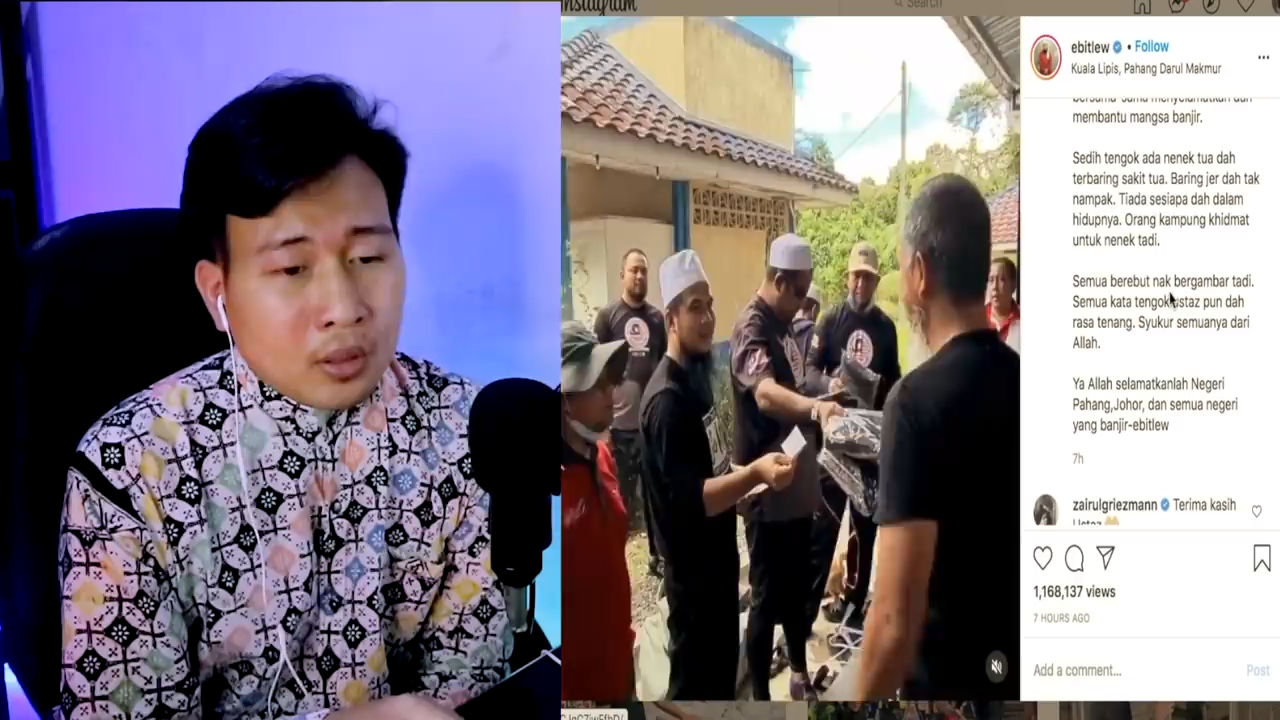 Instagram
Search
ebitlew • Follow
Kuala Lipis, Pahang Darul Makmur
bersama-sama menyelamatkan dan
membantu mangsa banjir.
Sedih tengok ada nenek tua dah
terbaring sakit tua. Baring jer dah tak
nampak. Tiada sesiapa dah dalam
hidupnya. Orang kampung khidmat
untuk nenek tadi.
Semua berebut nak bergambar tadi.
Semua kata tengok ustaz pun dah
rasa tenang. Syukur semuanya dari
Allah.
Ya Allah selamatkanlah Negeri
Pahang,Johor, dan semua negeri
yang banjir-ebitlew
7h
zairulgriezmann Terima kasih
Ustaz
1,168,137 views
7 HOURS AGO
Add a comment... Post